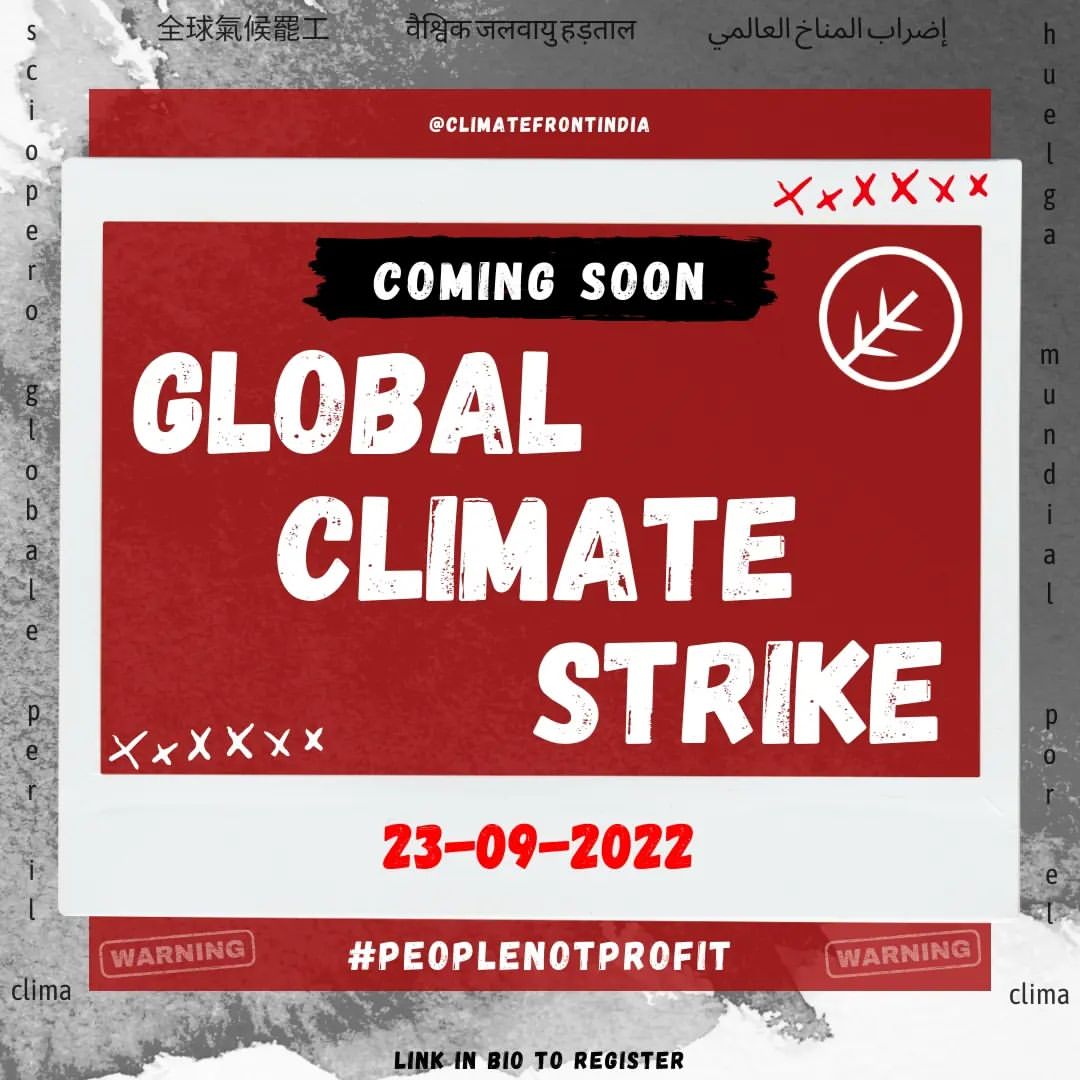 全球氣候罷工
वैश्विक जलवायु हड़ताल
إضراب المناخ العالمي
@CLIMATEFRONTINDIA
COMING SOON
GLOBAL
CLIMATE
STRIKE
23-09-2022
WARNING
#PEOPLENOTPROFIT
WARNING
LINK IN BIO TO REGISTER
sciopero globale per il clima
huelga mundial por el clima